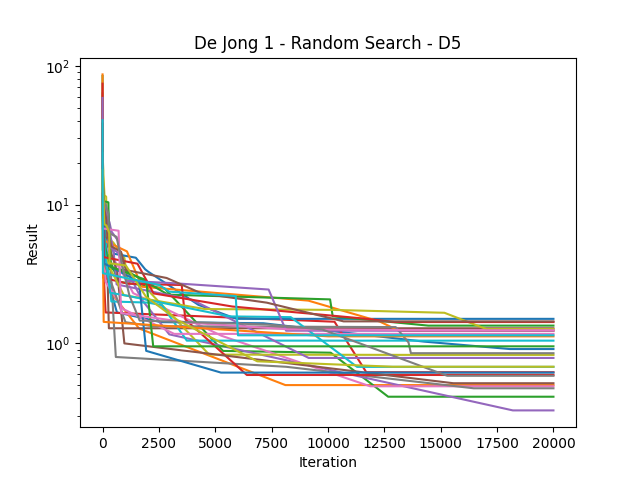 De Jong 1 - Random Search - D5
10²
10¹
10⁰
Result
0 2500 5000 7500 10000 12500 15000 17500 20000
Iteration